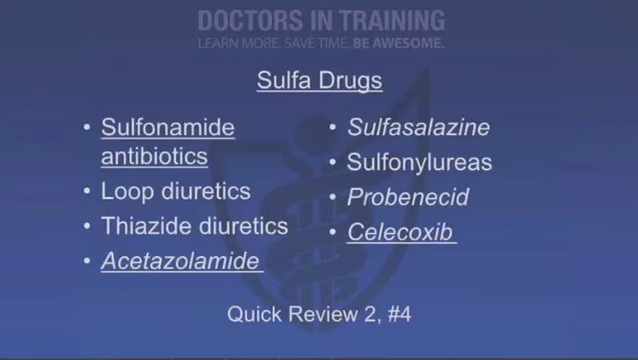 DOCTORS IN TRAINING
LEARN MORE. SAVE TIME. BE AWESOME.
Sulfa Drugs
• Sulfonamide
antibiotics
• Loop diuretics
• Thiazide diuretics
• Acetazolamide
• Sulfasalazine
• Sulfonylureas
• Probenecid
• Celecoxib
Quick Review 2, #4